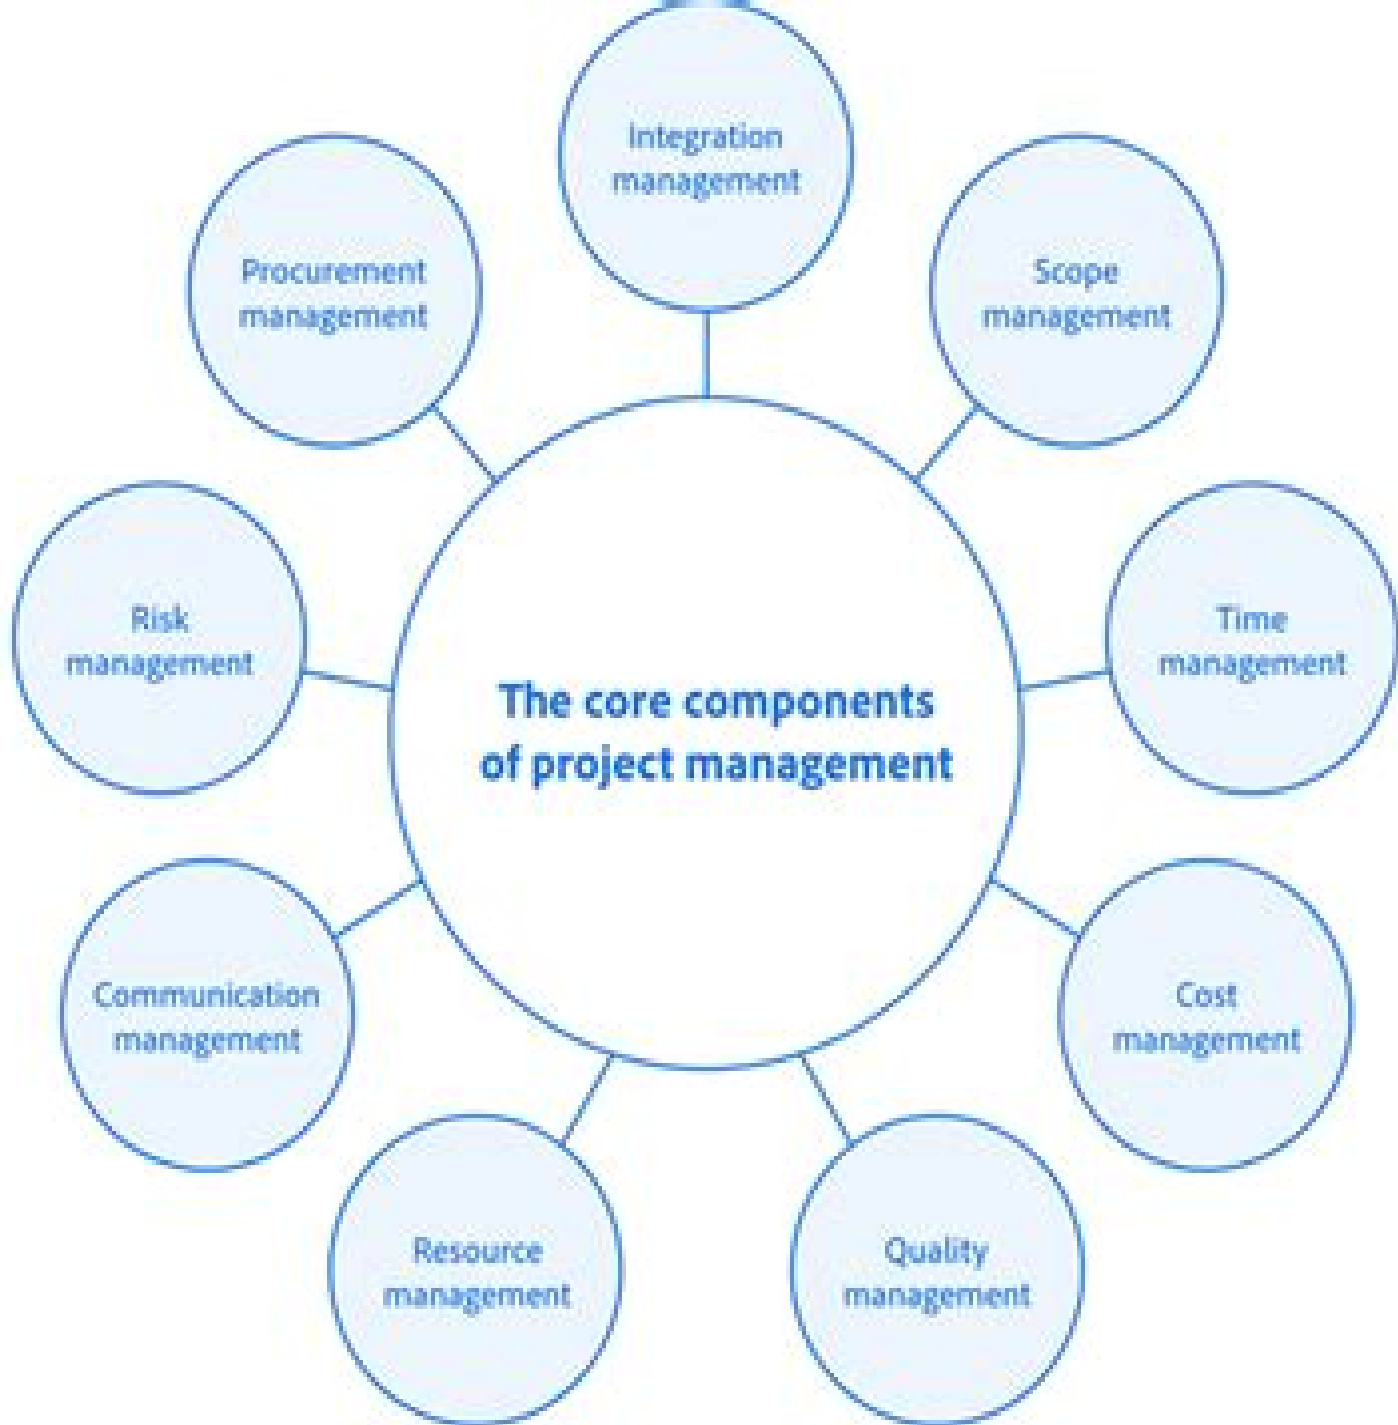 Integration
management
Scope
management
Time
management
Cost
management
Quality
management
Resource
management
Communication
management
Risk
management
Procurement
management
The core components
of project management